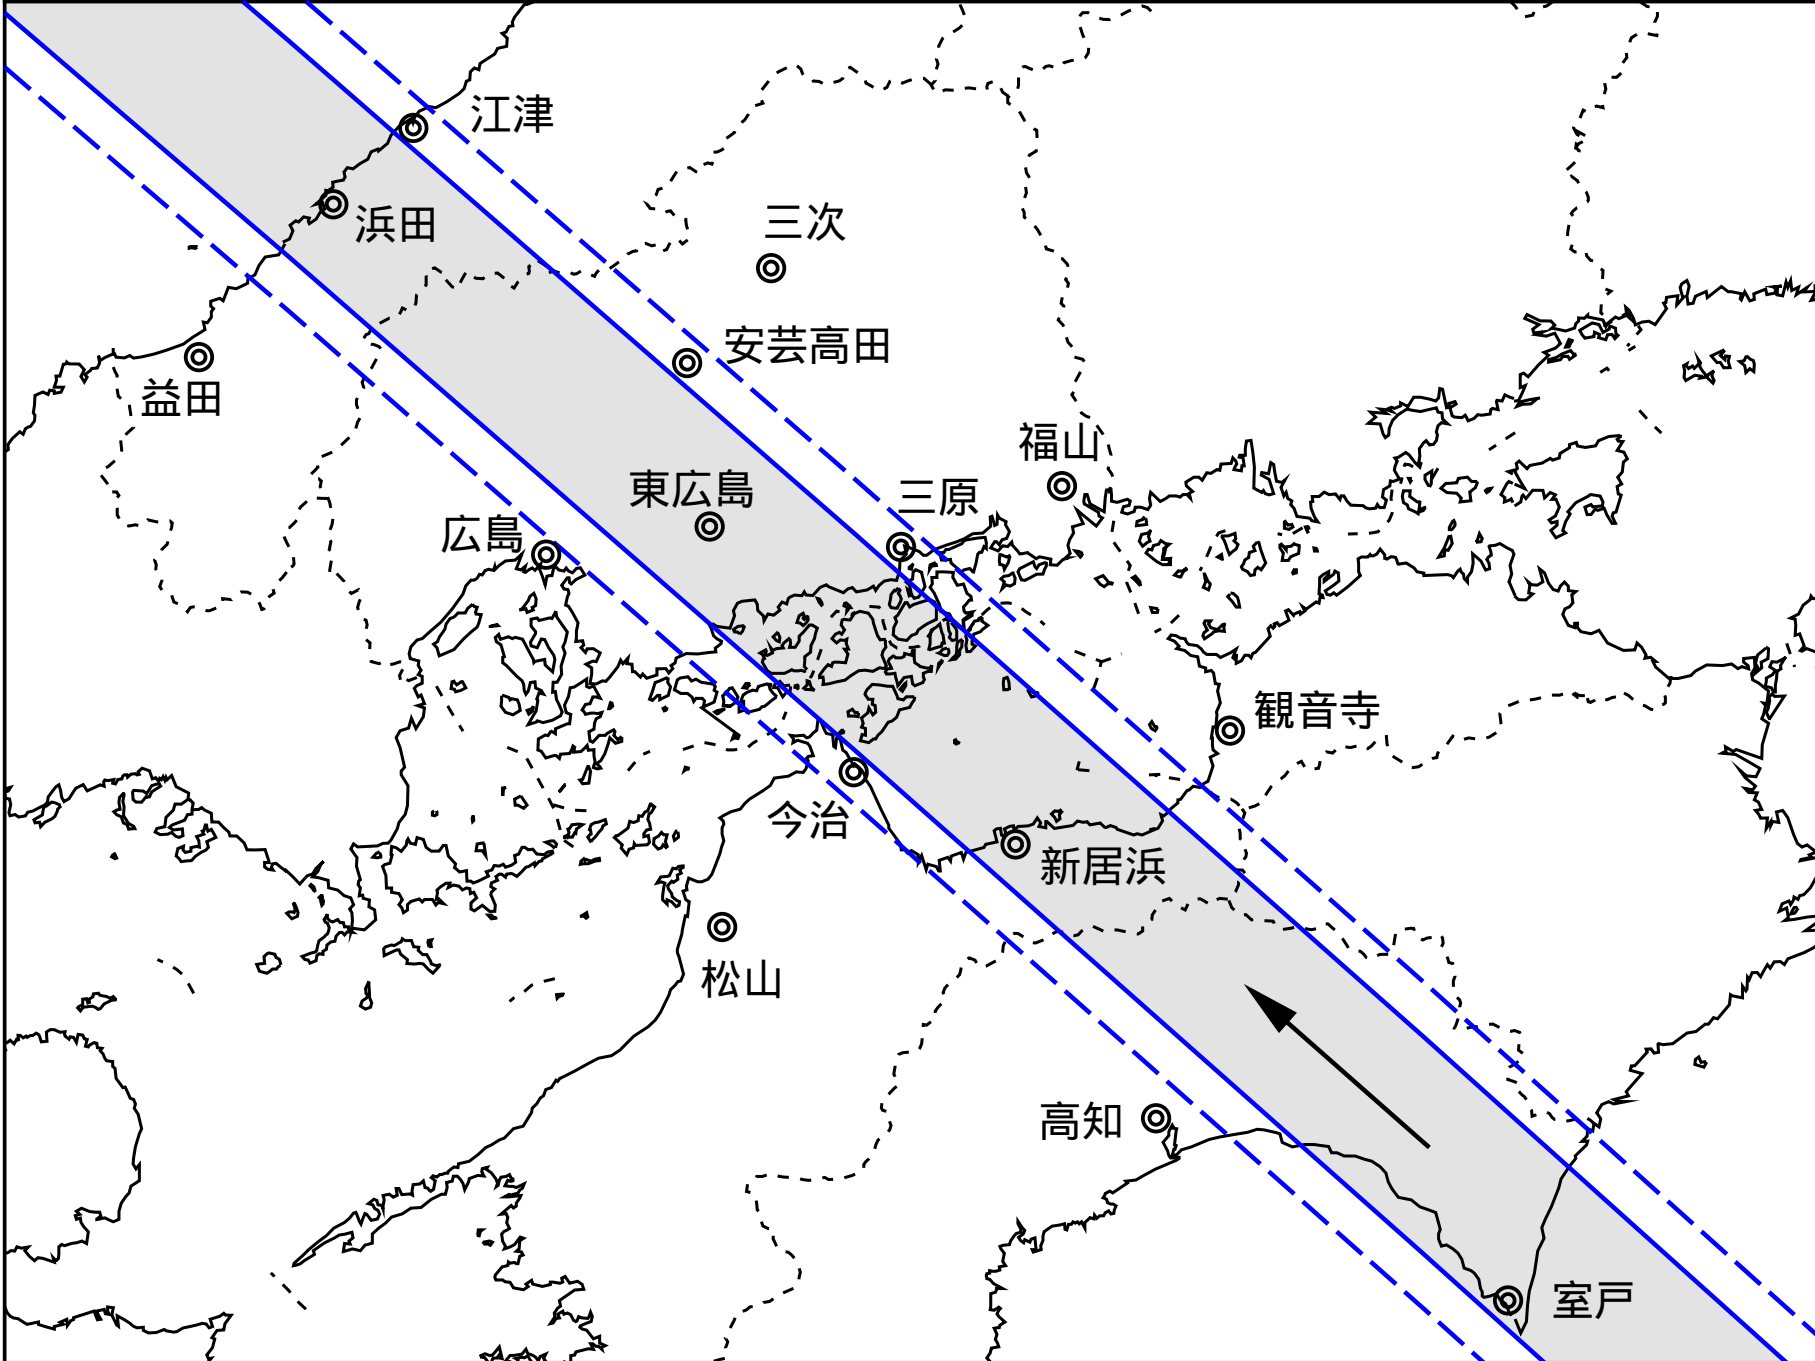 江津
浜田
三次
安芸高田
益田
福山
東広島
三原
広島
観音寺
今治
新居浜
松山
高知
室戸